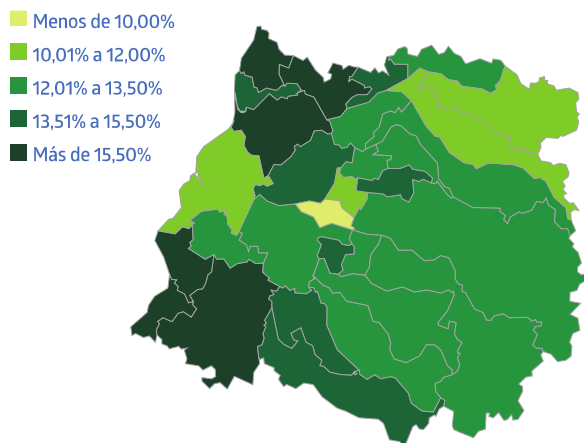 Menos de 10,00%
10,01% a 12,00%
12,01% a 13,50%
13,51% a 15,50%
Más de 15,50%